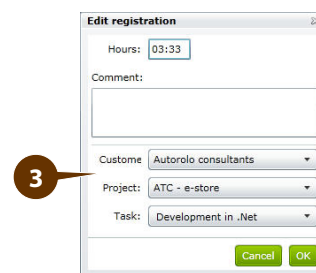 Edit registration
Hours: 03:33
Comment:
Custome Autorolo consultants
3
Project: ATC - e-store
Task: Development in .Net
Cancel OK